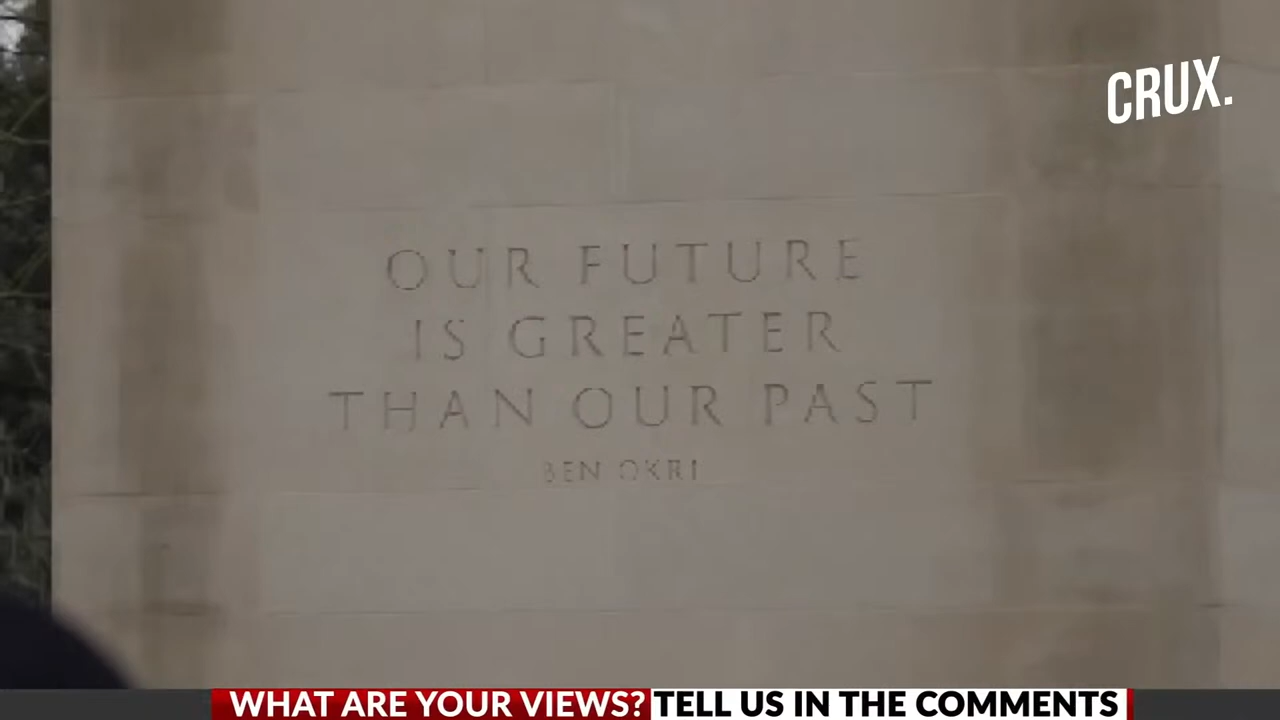 CRUX.
OUR FUTURE
IS GREATER
THAN OUR PAST
BEN OKRI
WHAT ARE YOUR VIEWS? TELL US IN THE COMMENTS